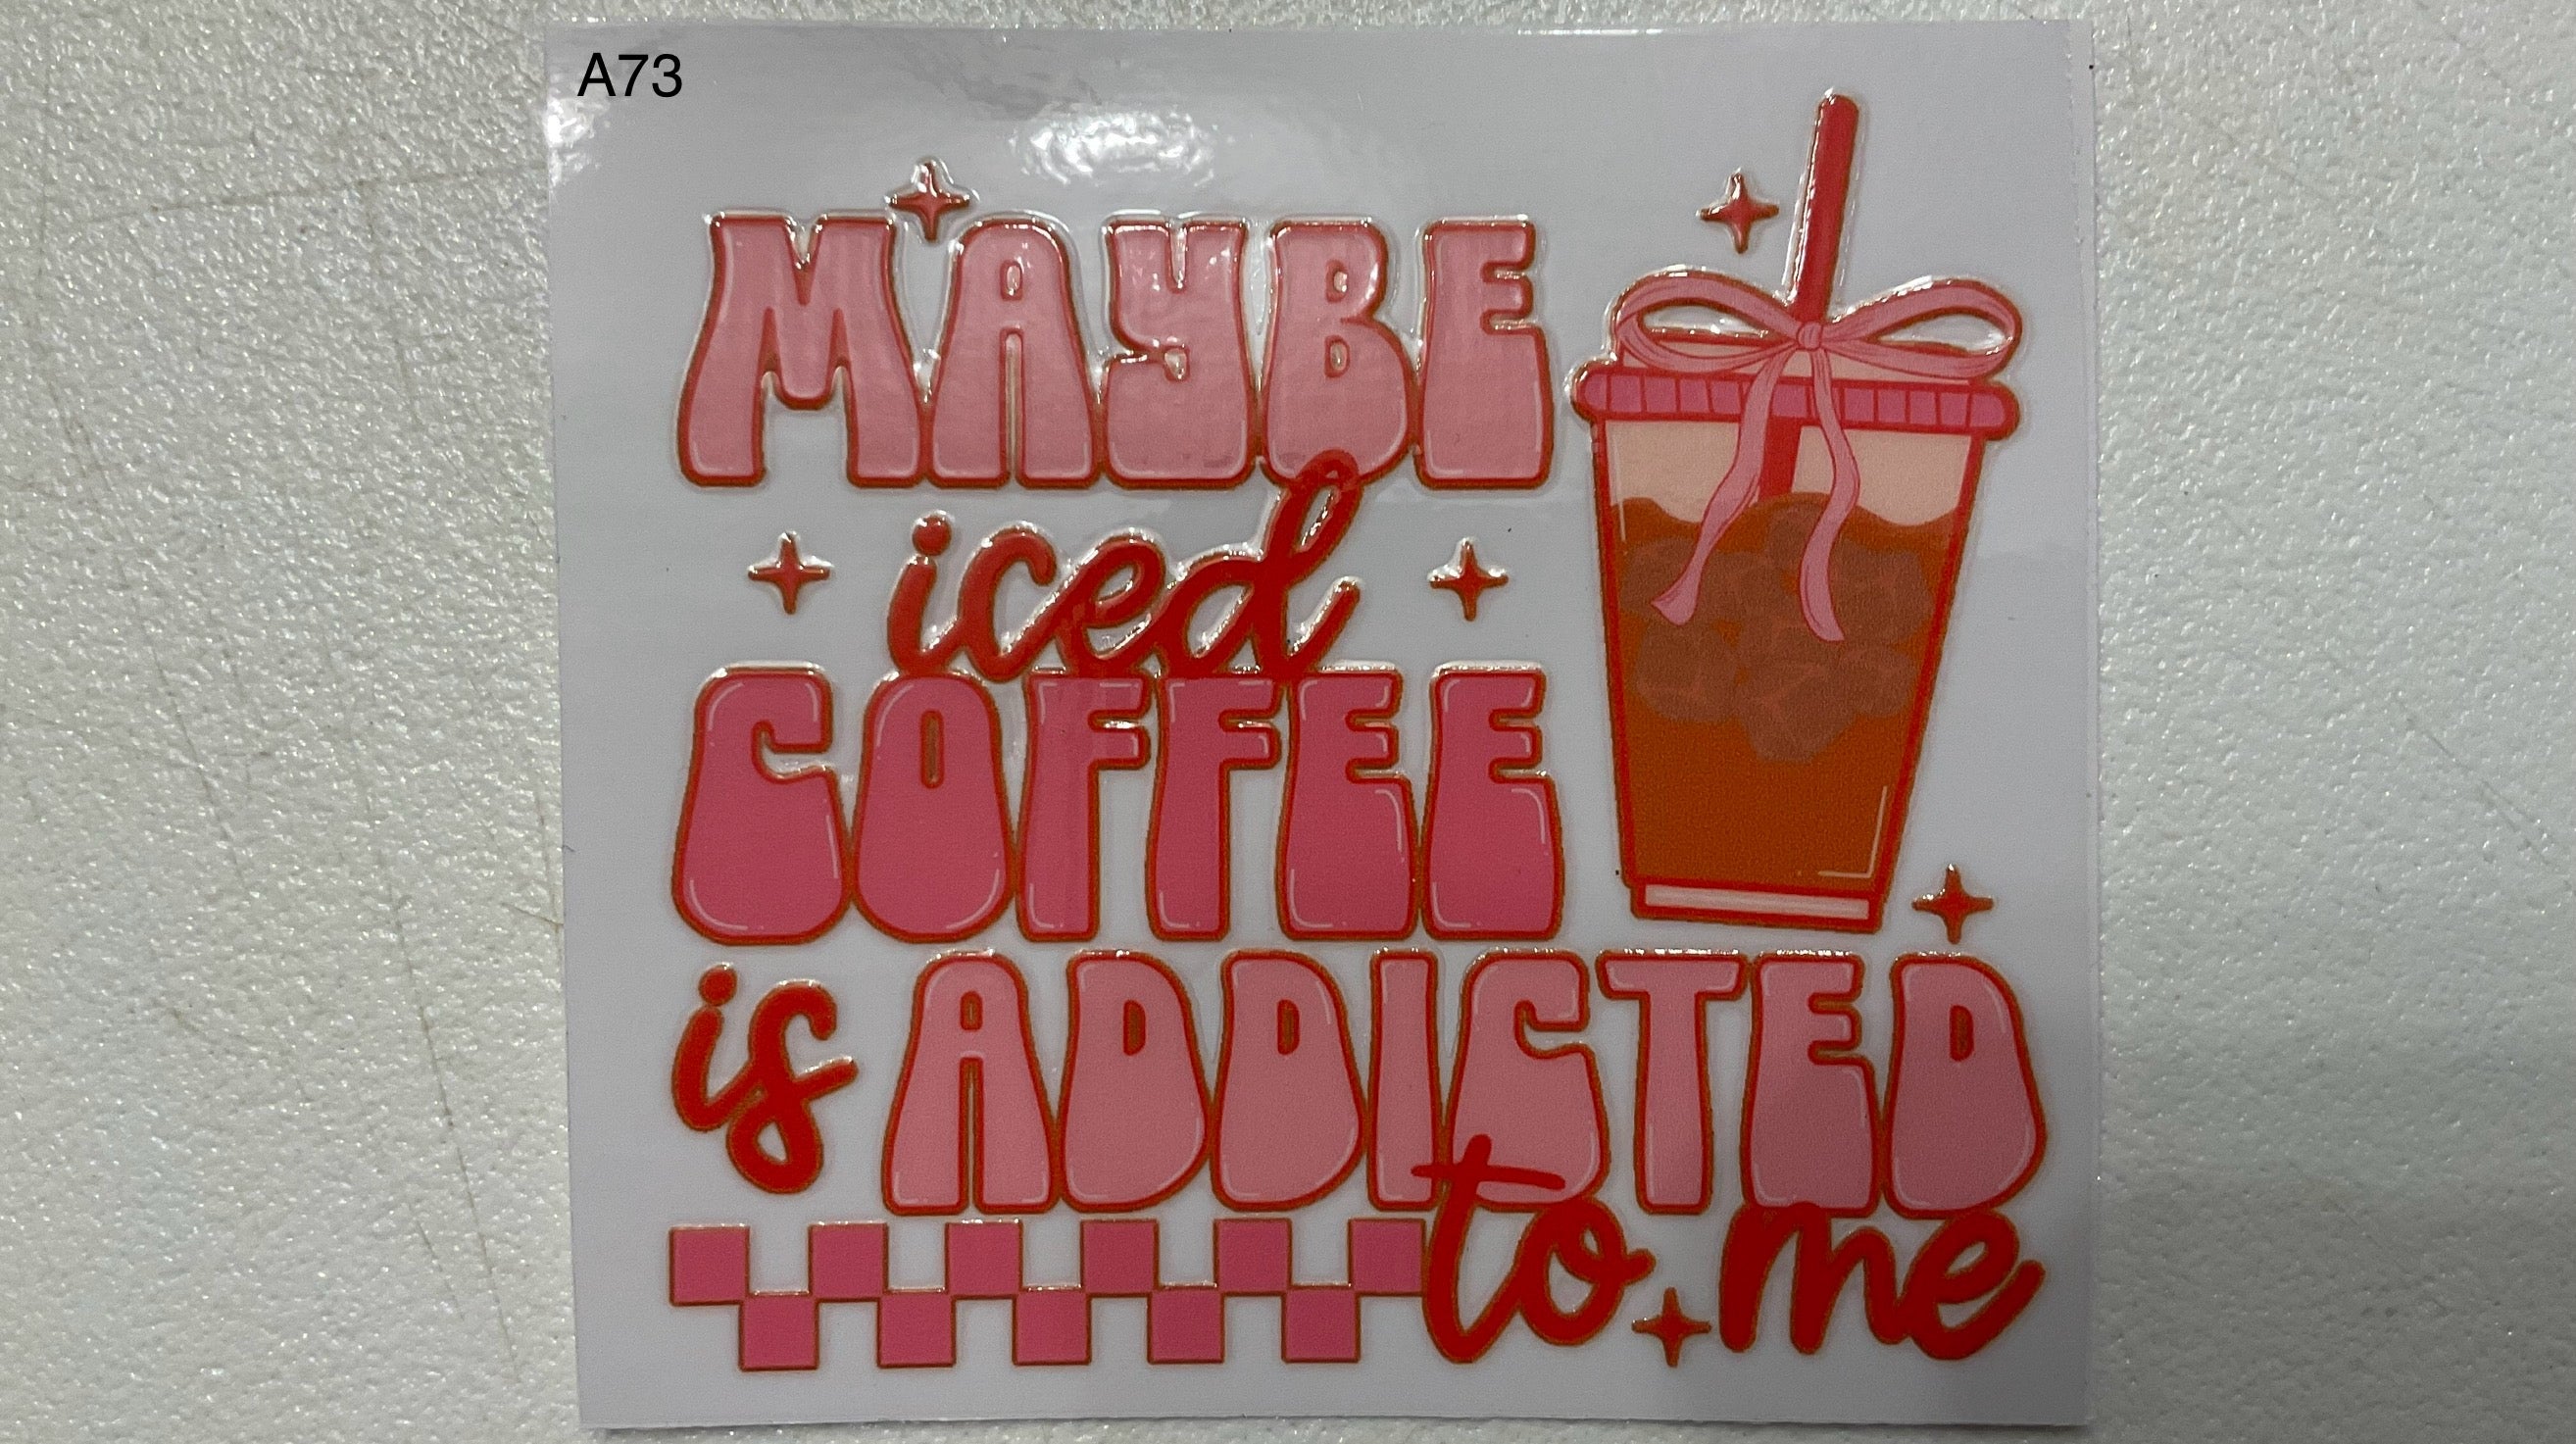 A73
MAYBE
iced
COFFEE
is ADDICTED
to me